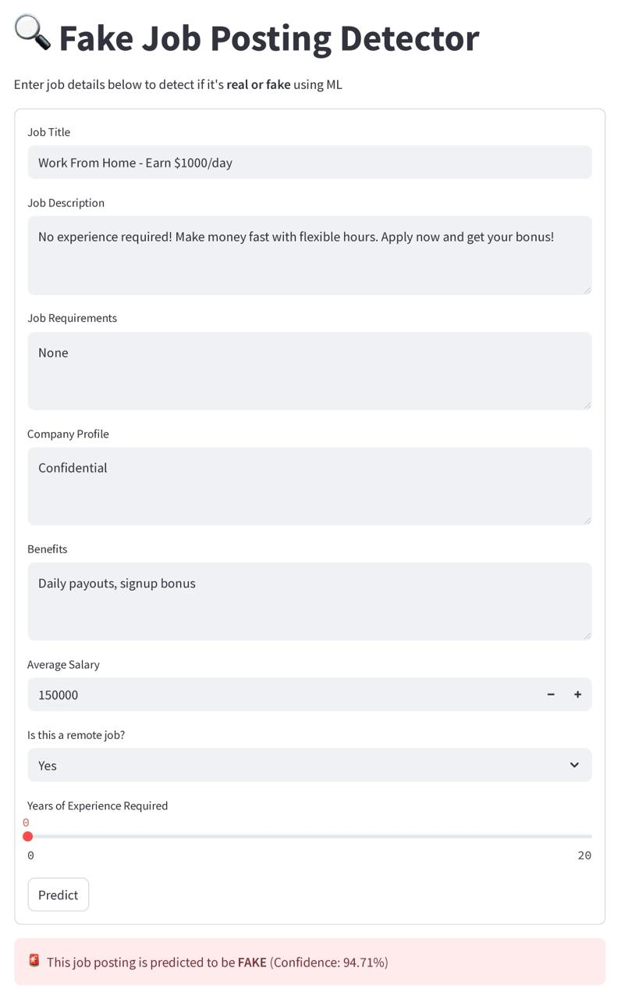 Fake Job Posting Detector
Enter job details below to detect if it's real or fake using ML
Job Title
Work From Home - Earn $1000/day
Job Description
No experience required! Make money fast with flexible hours. Apply now and get your bonus!
Job Requirements
None
Company Profile
Confidential
Benefits
Daily payouts, signup bonus
Average Salary
150000
Is this a remote job?
Yes
Years of Experience Required
0
0 20
Predict
This job posting is predicted to be FAKE (Confidence: 94.71%)